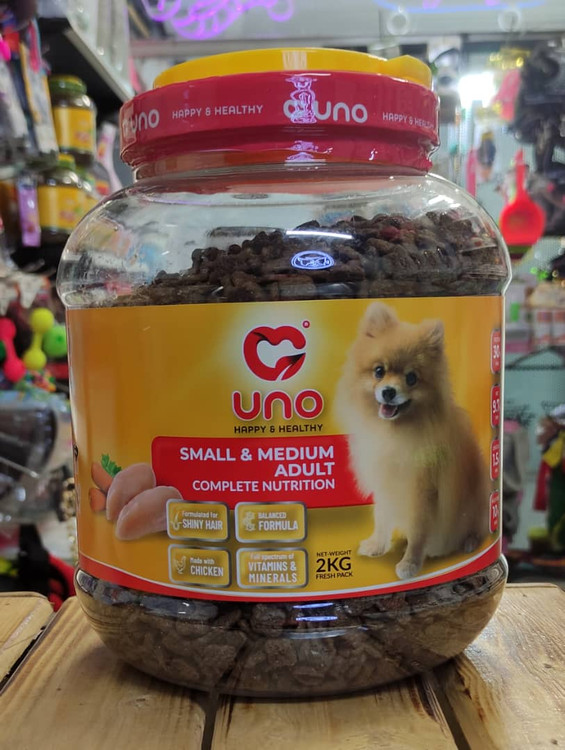 UNO
HAPPY & HEALTHY
UNO
HAPPY & HEALTHY
®
UNO
HAPPY & HEALTHY
SMALL & MEDIUM
ADULT
COMPLETE NUTRITION
Formulated for
SHINY HAIR
BALANCED
FORMULA
Made with
CHICKEN
Full spectrum of
VITAMINS &
MINERALS
NET-WEIGHT
2KG
FRESH PACK